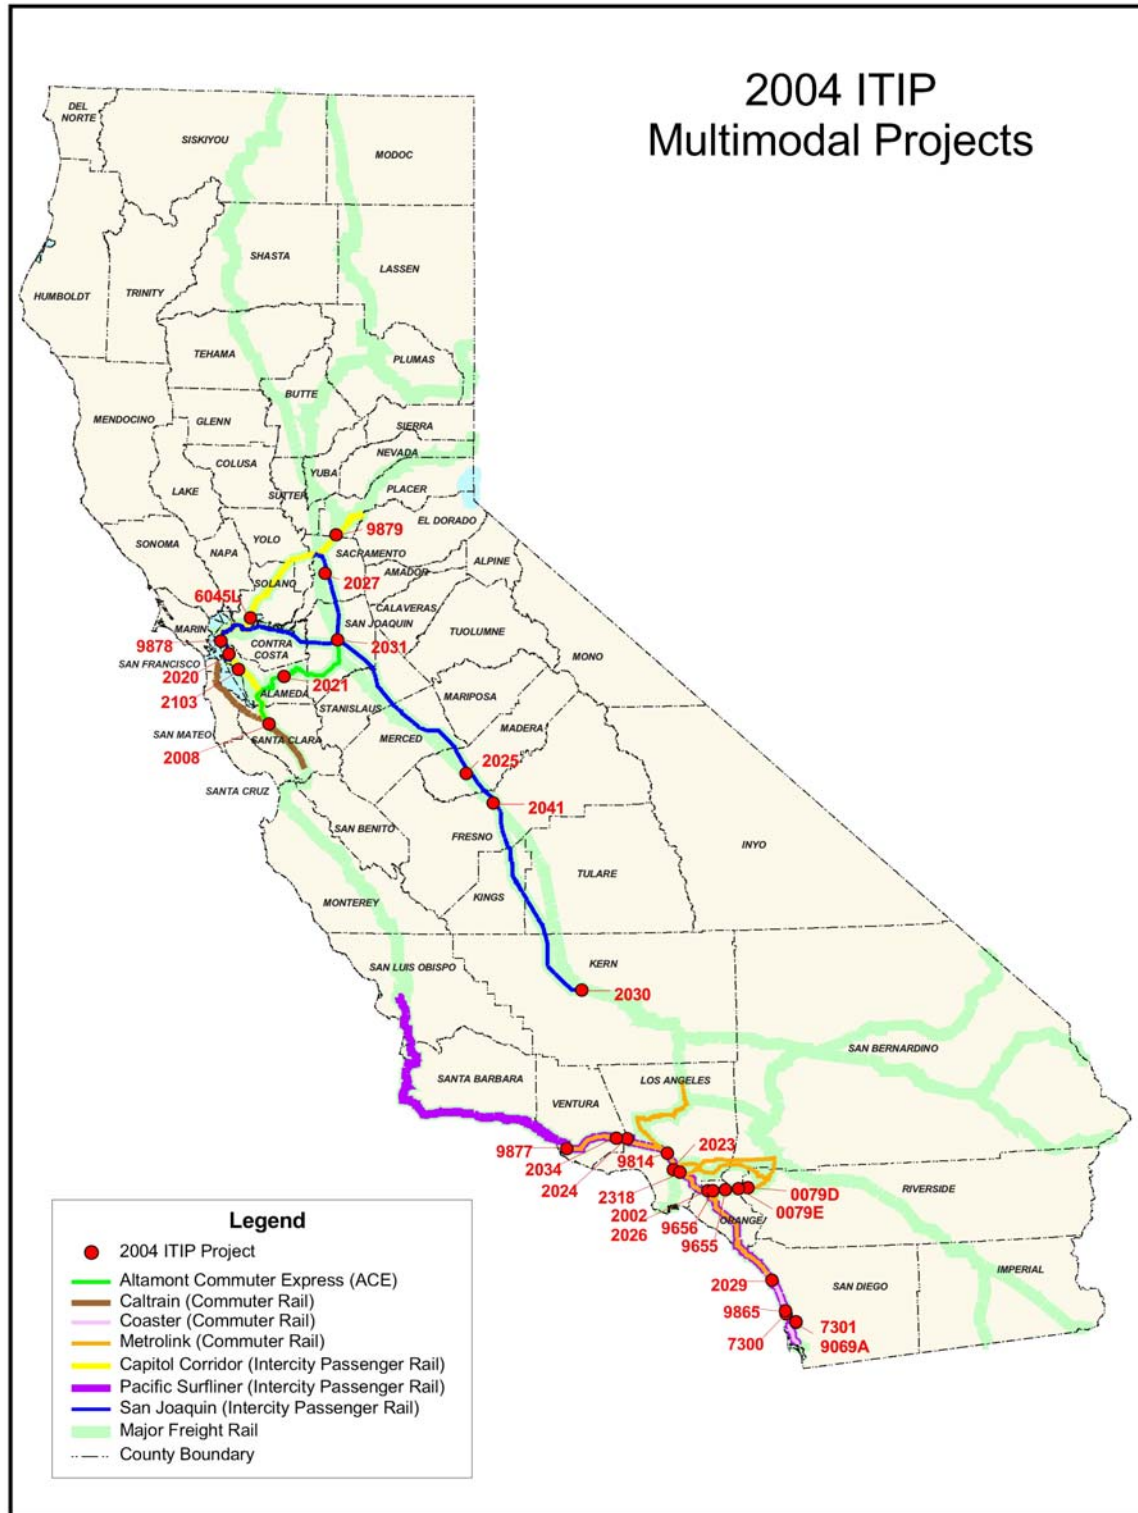 2004 ITIP
Multimodal Projects
DEL
NORTE
SISKIYOU
MODOC
SHASTA
LASSEN
HUMBOLDT
TRINITY
TEHAMA
PLUMAS
BUTTE
MENDOCINO
GLENN
SIERRA
NEVADA
COLUSA
YUBA
LAKE
SUTTER
PLACER
EL DORADO
9879
SONOMA
YOLO
NAPA
SACRAMENTO
ALPINE
AMADOR
2027
SOLANO
6045L
CALAVERAS
SAN JOAQUIN
MARIN
TUOLUMNE
9878
CONTRA
COSTA
2031
MONO
SAN FRANCISCO
2020
2021
ALAMEDA
2103
MARIPOSA
STANISLAUS
MADERA
SAN MATEO
SANTA CLARA
MERCED
2008
2025
SANTA CRUZ
2041
SAN BENITO
FRESNO
INYO
TULARE
KINGS
MONTEREY
SAN LUIS OBISPO
KERN
2030
SAN BERNARDINO
SANTA BARBARA
LOS ANGELES
VENTURA
9877
2034
2024
9814
2023
2318
2002
2026
9656
9655
0079D
0079E
ORANGE
RIVERSIDE
2029
SAN DIEGO
IMPERIAL
9865
7300
7301
9069A
Legend
2004 ITIP Project
Altamont Commuter Express (ACE)
Caltrain (Commuter Rail)
Coaster (Commuter Rail)
Metrolink (Commuter Rail)
Capitol Corridor (Intercity Passenger Rail)
Pacific Surfliner (Intercity Passenger Rail)
San Joaquin (Intercity Passenger Rail)
Major Freight Rail
County Boundary